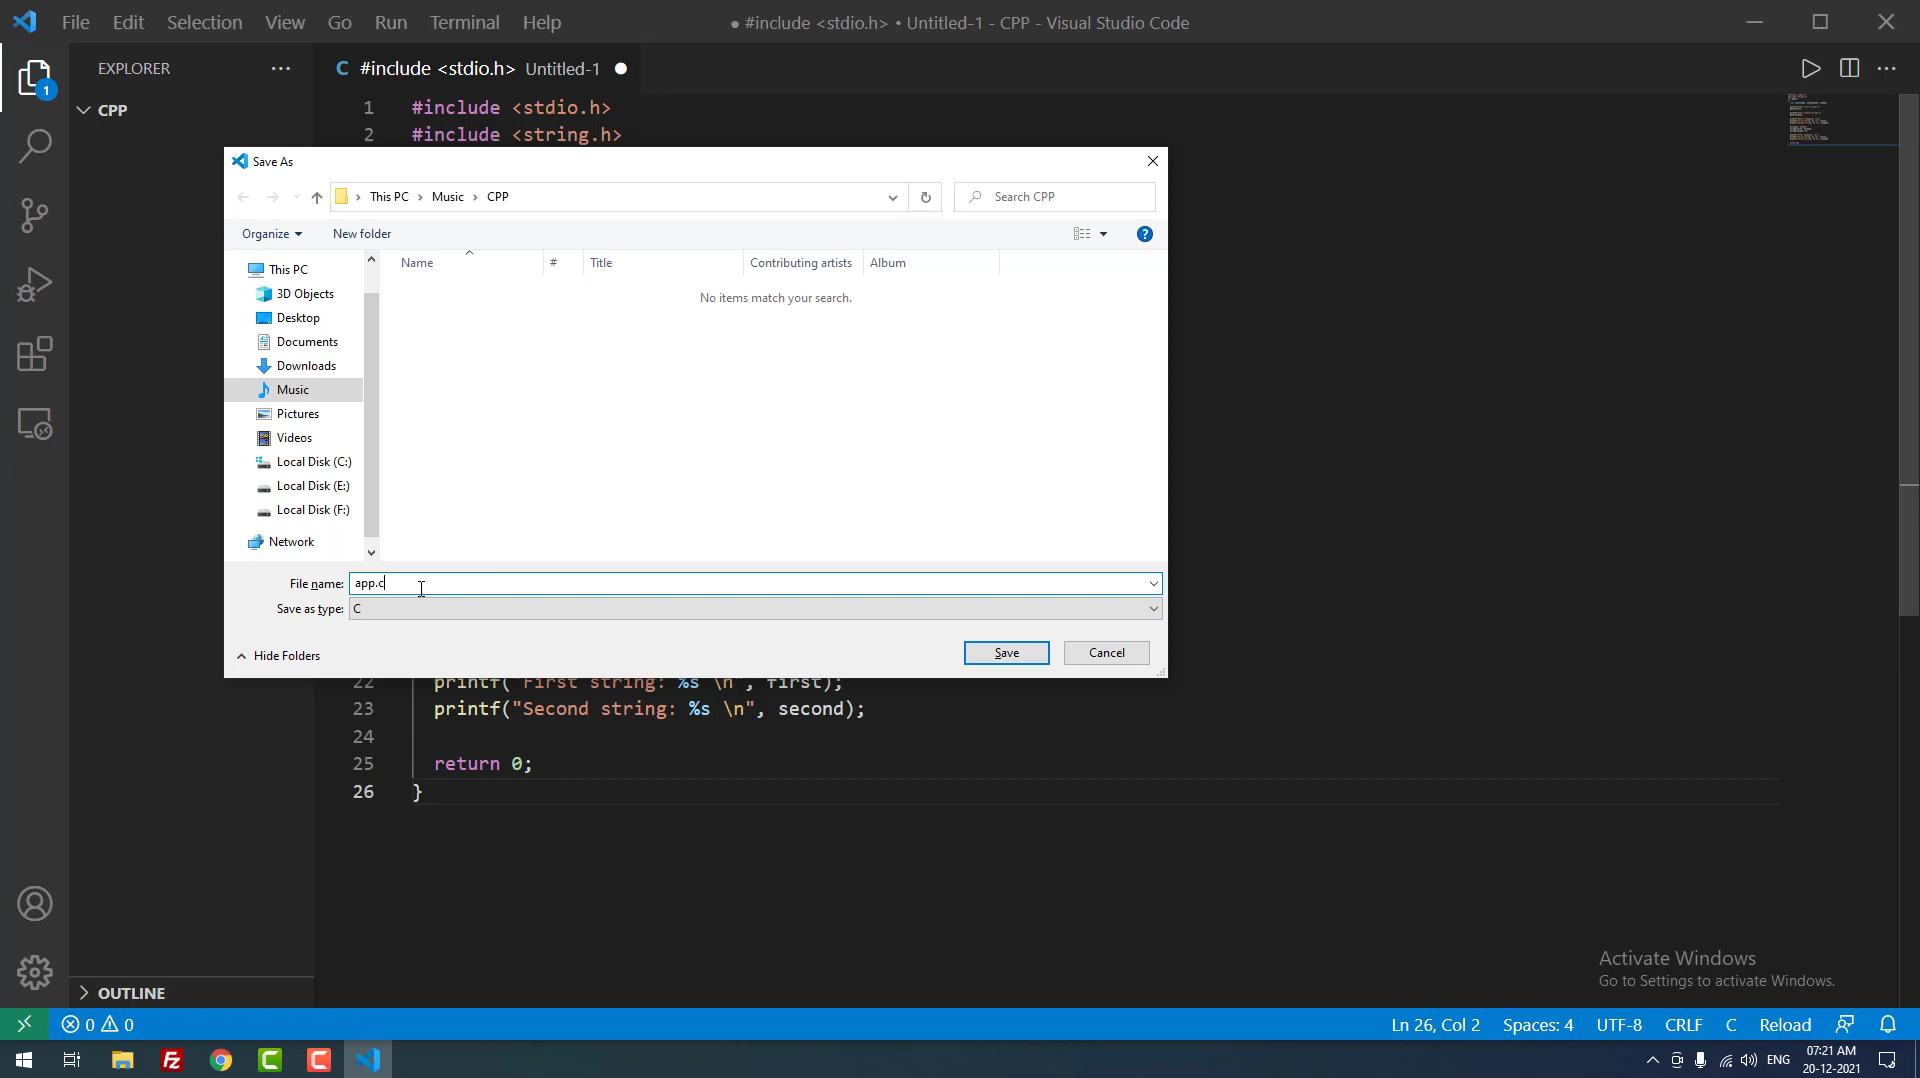 File Edit Selection View Go Run Terminal Help
● #include <stdio.h> • Untitled-1 - CPP - Visual Studio Code
EXPLORER
CPP
C #include <stdio.h> Untitled-1
1 #include <stdio.h>
2 #include <string.h>
Save As
This PC > Music > CPP
Search CPP
Organize
New folder
Name
#
Title
Contributing artists
Album
No items match your search.
This PC
3D Objects
Desktop
Documents
Downloads
Music
Pictures
Videos
Local Disk (C:)
Local Disk (E:)
Local Disk (F:)
Network
File name: app.c
Save as type: C
Hide Folders
Save
Cancel
22 printf("First string: %s \n", first);
23 printf("Second string: %s \n", second);
24
25 return 0;
26 }
1
OUTLINE
Activate Windows
Go to Settings to activate Windows.
0 0
Ln 26, Col 2 Spaces: 4 UTF-8 CRLF C Reload
ENG
07:21 AM
20-12-2021